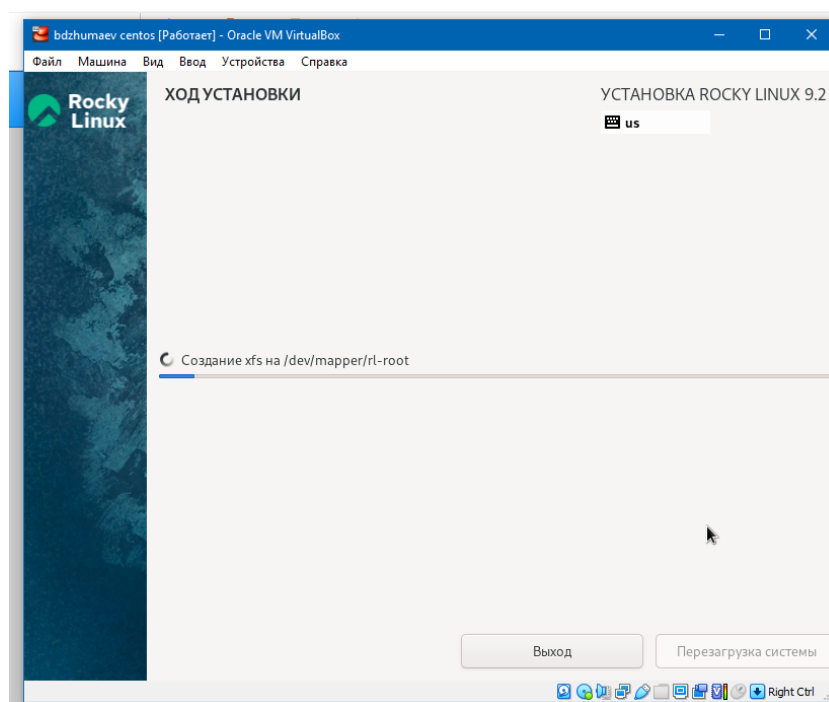 bdzhumaev centos [Работает] - Oracle VM VirtualBox
Файл Машина Вид Ввод Устройства Справка
Rocky
Linux
ХОД УСТАНОВКИ
УСТАНОВКА ROCKY LINUX 9.2
us
Создание xfs на /dev/mapper/rl-root
Выход
Перезагрузка системы
Right Ctrl